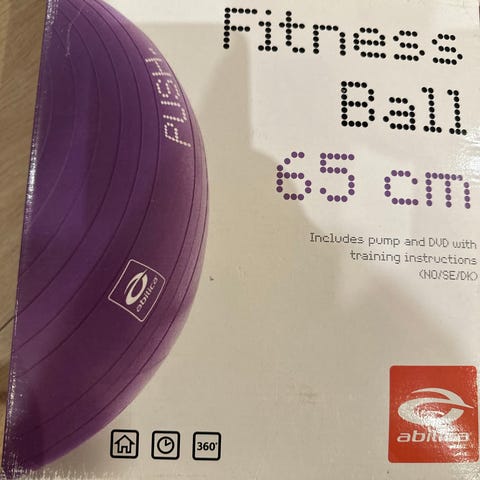 Fitness
Ball
65 cm
PUSH
Includes pump and DVD with
training instructions
(NO/SE/DK)
abilica
abilica
360°